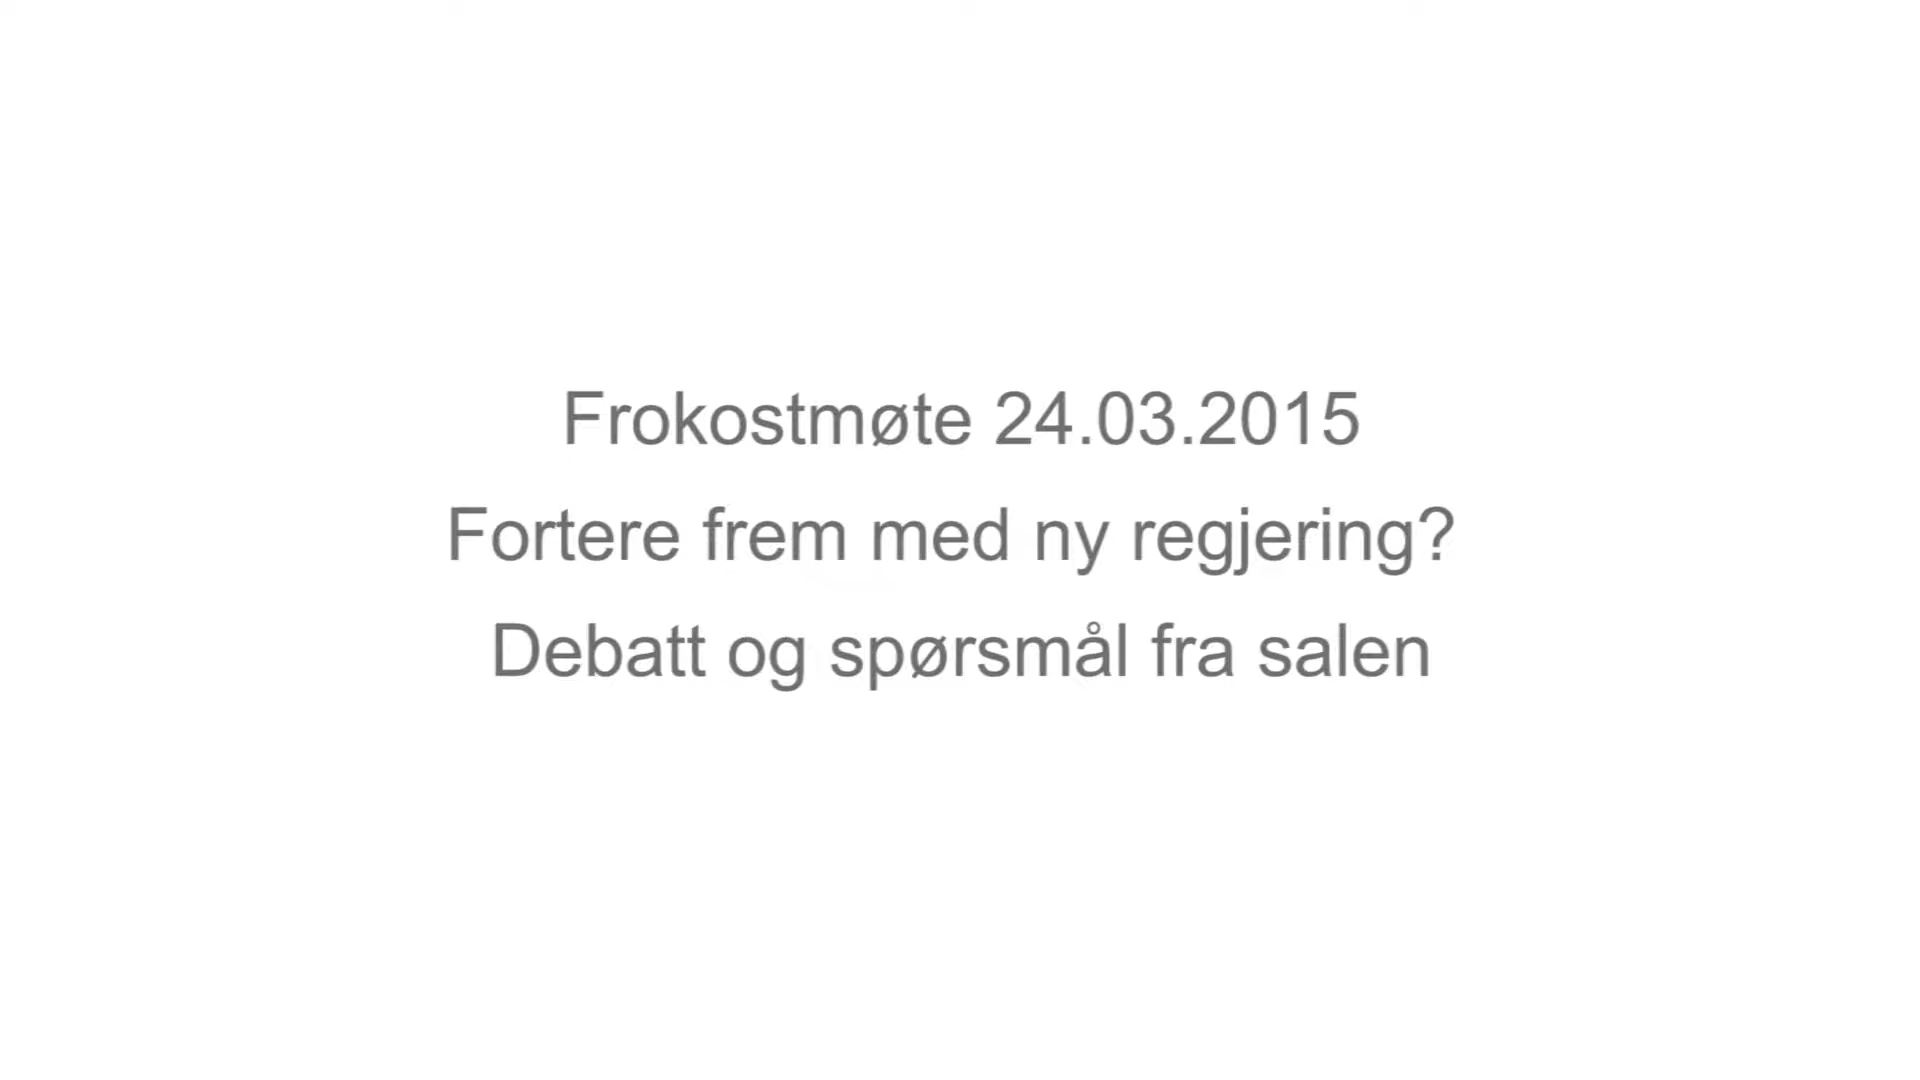 Frokostmøte 24.03.2015
Fortere frem med ny regjering?
Debatt og spørsmål fra salen